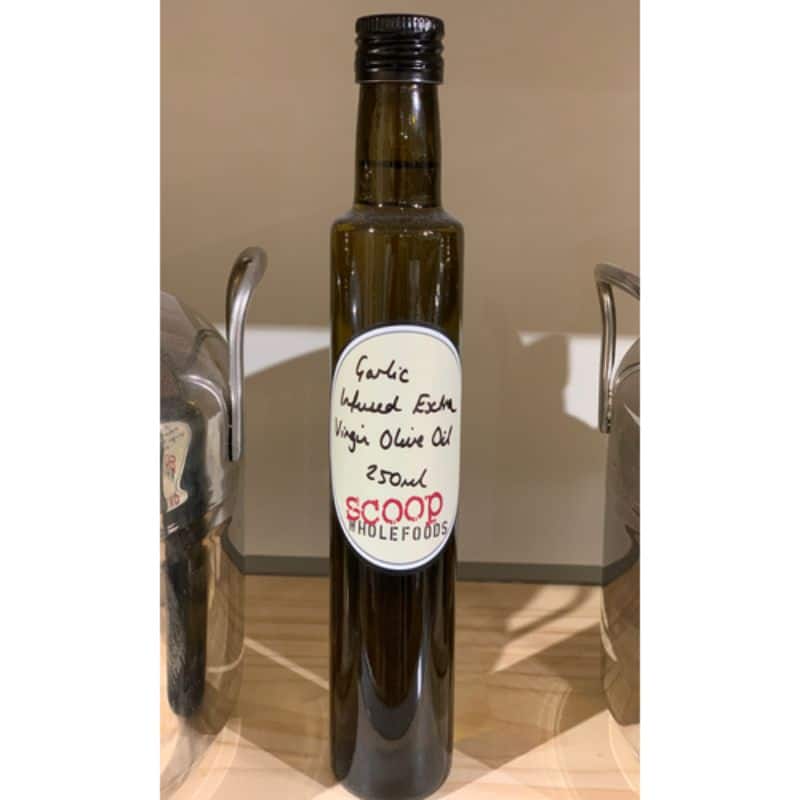 Garlic
Infused Extra
Virgin Olive Oil
250ml
scoop
WHOLEFOODS